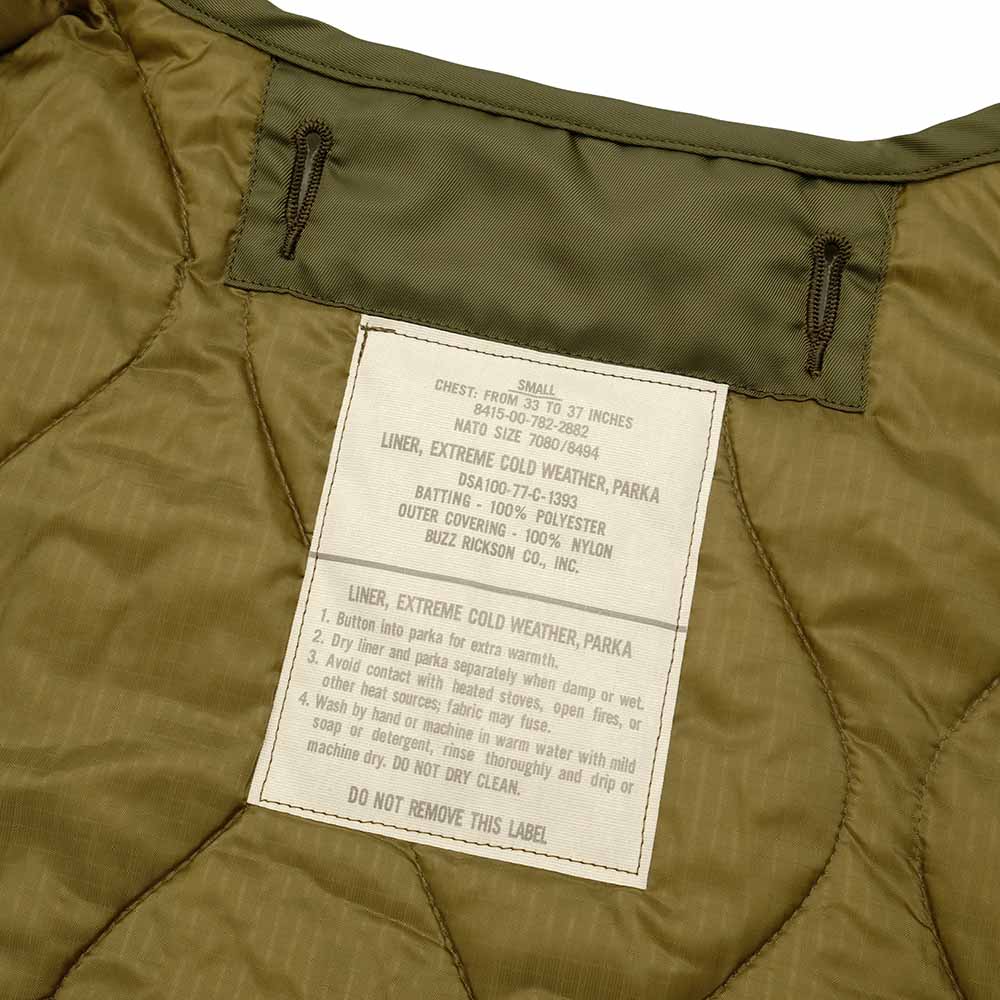 SMALL
CHEST: FROM 33 TO 37 INCHES
8415-00-782-2882
NATO SIZE 7080/8494
LINER, EXTREME COLD WEATHER, PARKA
DSA100-77-C-1393
BATTING - 100% POLYESTER
OUTER COVERING - 100% NYLON
BUZZ RICKSON CO., INC.
LINER, EXTREME COLD WEATHER, PARKA
1. Button into parka for extra warmth.
2. Dry liner and parka separately when damp or wet.
3. Avoid contact with heated stoves, open fires, or
other heat sources; fabric may fuse.
4. Wash by hand or machine in warm water with mild
soap or detergent, rinse thoroughly and drip or
machine dry. DO NOT DRY CLEAN.
DO NOT REMOVE THIS LABEL